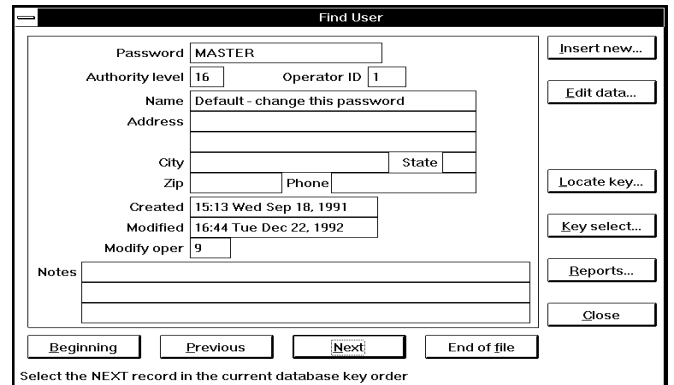 Find User
Password MASTER
Insert new...
Authority level 16 Operator ID 1
Name Default - change this password
Edit data...
Address
City State
Zip Phone
Locate key...
Created 15:13 Wed Sep 18, 1991
Modified 16:44 Tue Dec 22, 1992
Key select...
Modify oper 9
Notes
Reports...
Close
Beginning Previous Next End of file
Select the NEXT record in the current database key order